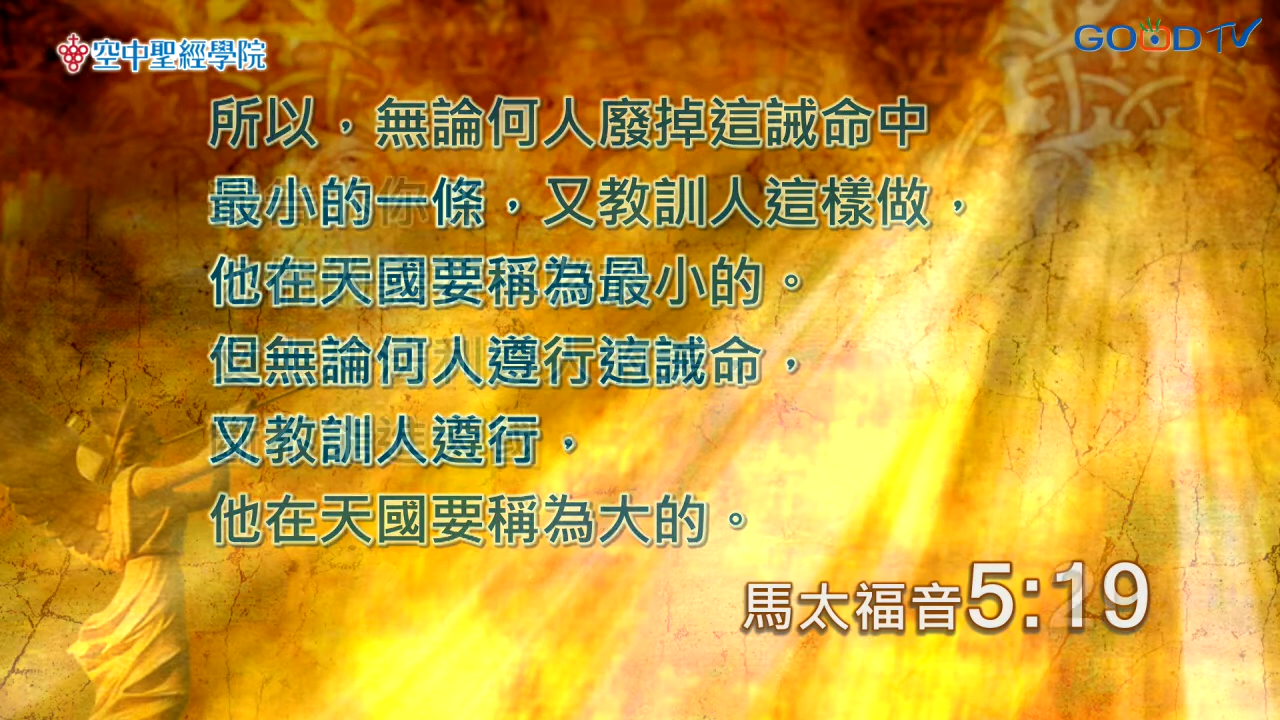 空中聖經學院
GOOD TV
所以，無論何人廢掉這誡命中
最小的一條，又教訓人這樣做，
他在天國要稱為最小的。
但無論何人遵行這誡命，
又教訓人遵行，
他在天國要稱為大的。
馬太福音5:19